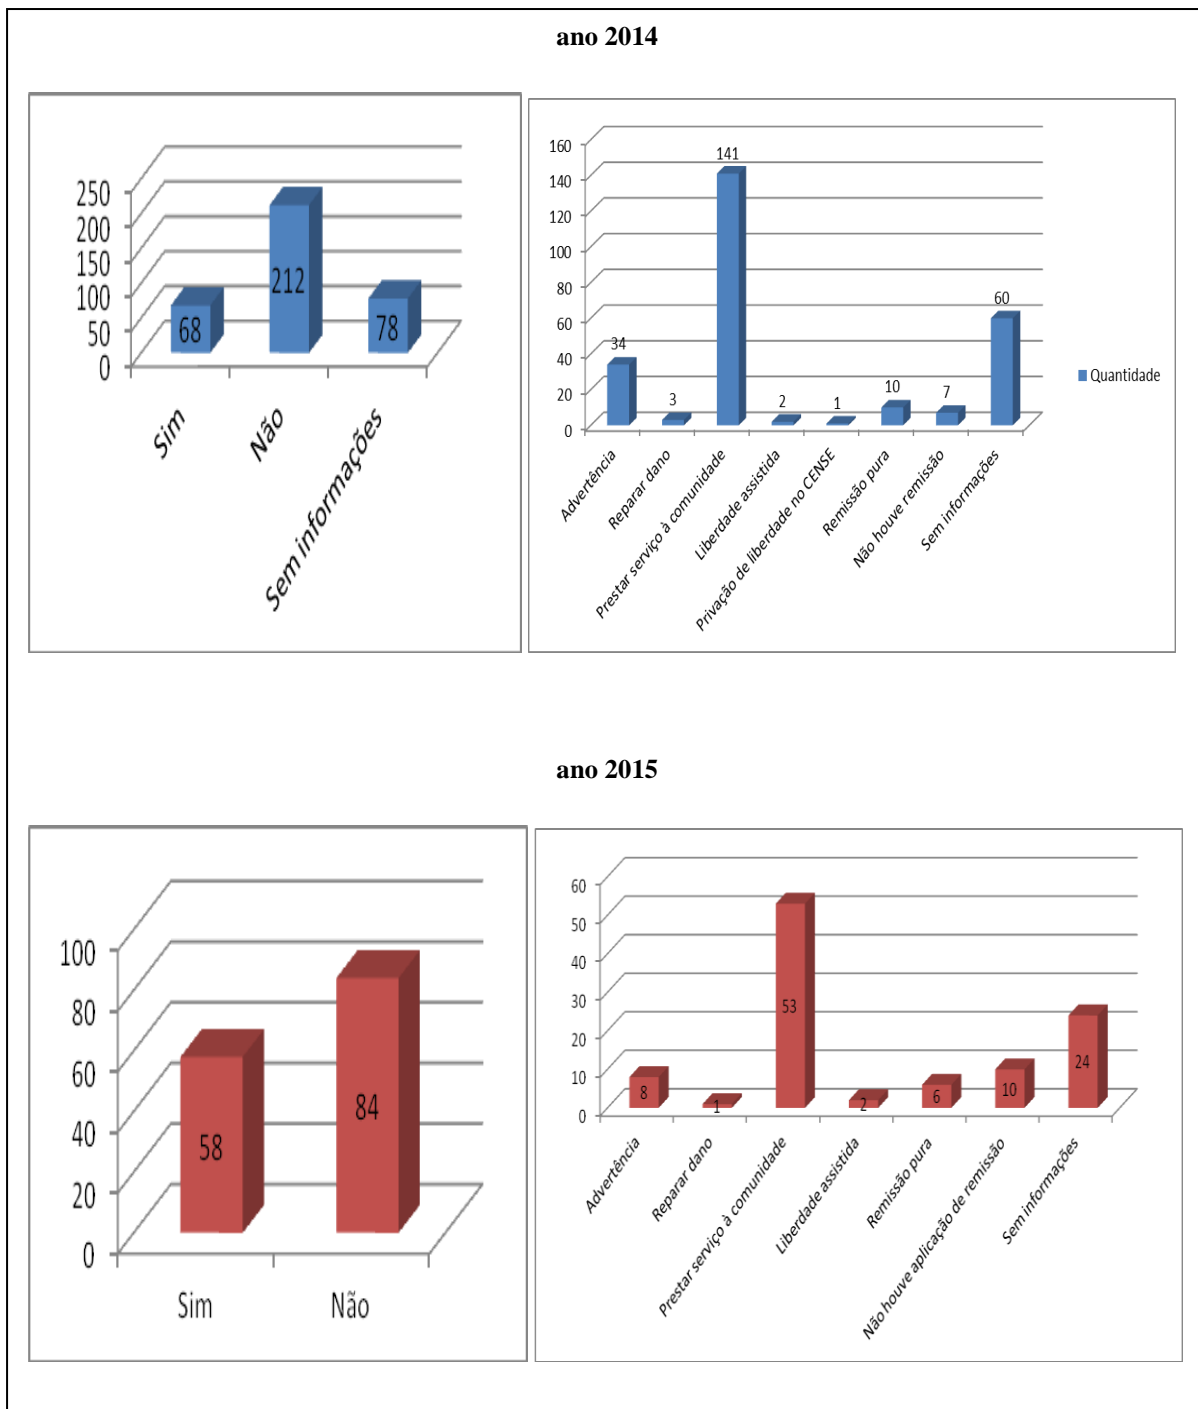 ano 2014
250
200
150
100
50
0
68
212
78
Sim
Não
Sem informações
160
140
120
100
80
60
40
20
0
34
3
141
2
1
10
7
60
Advertência
Reparar dano
Prestar serviço à comunidade
Liberdade assistida
Privação de liberdade no CENSE
Remissão pura
Não houve remissão
Sem informações
Quantidade
ano 2015
100
80
60
40
20
0
58
84
Sim
Não
60
50
40
30
20
10
0
8
1
53
2
6
10
24
Advertência
Reparar dano
Prestar serviço à comunidade
Liberdade assistida
Remissão pura
Não houve aplicação de remissão
Sem informações